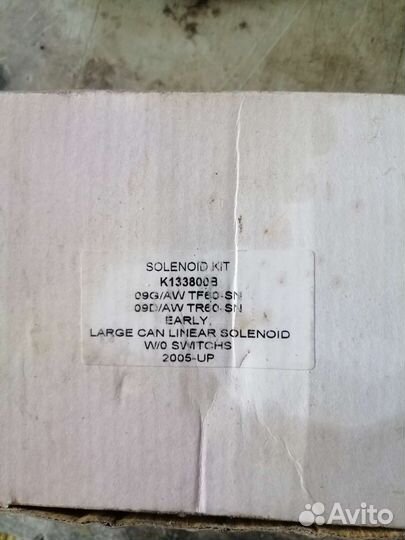 SOLENOID KIT
K133800B
09G/AW TF60-SN
09D/AW TR60-SN
EARLY,
LARGE CAN LINEAR SOLENOID
W/0 SWITCHS
2005-UP
Avito